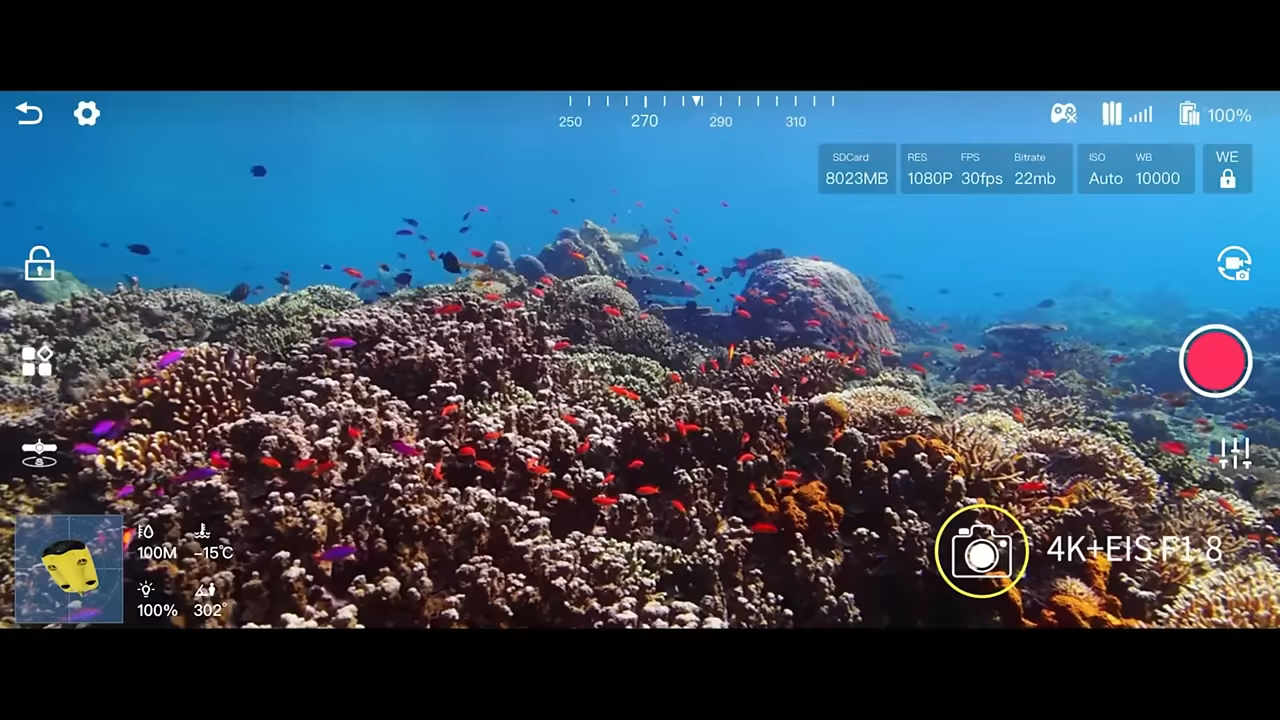 250 270 290 310
100%
SDCard RES FPS Bitrate ISO WB WE
8023MB 1080P 30fps 22mb Auto 10000
100M –15℃
100% 302°
4K+EIS F1.8